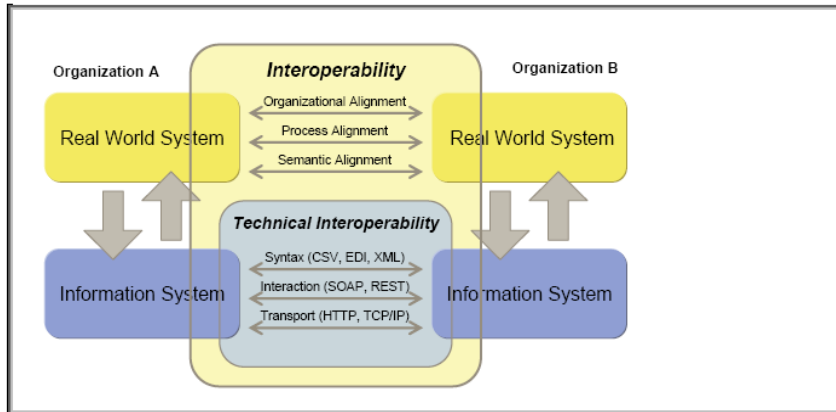 Organization A
Interoperability
Organization B
Organizational Alignment
Real World System
Process Alignment
Real World System
Semantic Alignment
Technical Interoperability
Syntax (CSV, EDI, XML)
Information System
Interaction (SOAP, REST)
Information System
Transport (HTTP, TCP/IP)